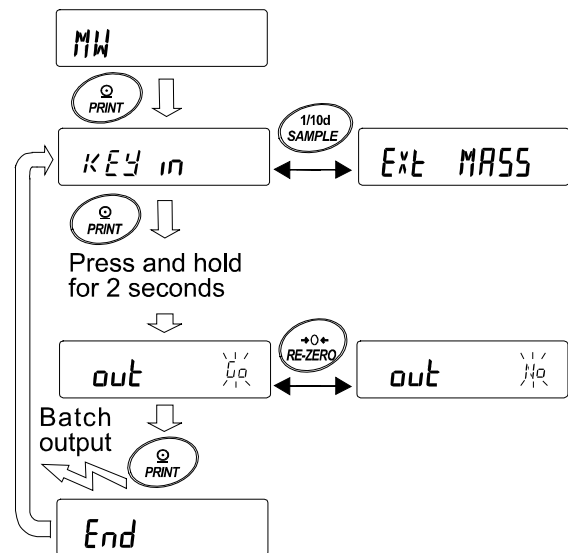 MW
PRINT
1/10d
SAMPLE
KEY in
Ext MASS
PRINT
Press and hold
for 2 seconds
→0←
RE-ZERO
out Go
out No
Batch
output
PRINT
End